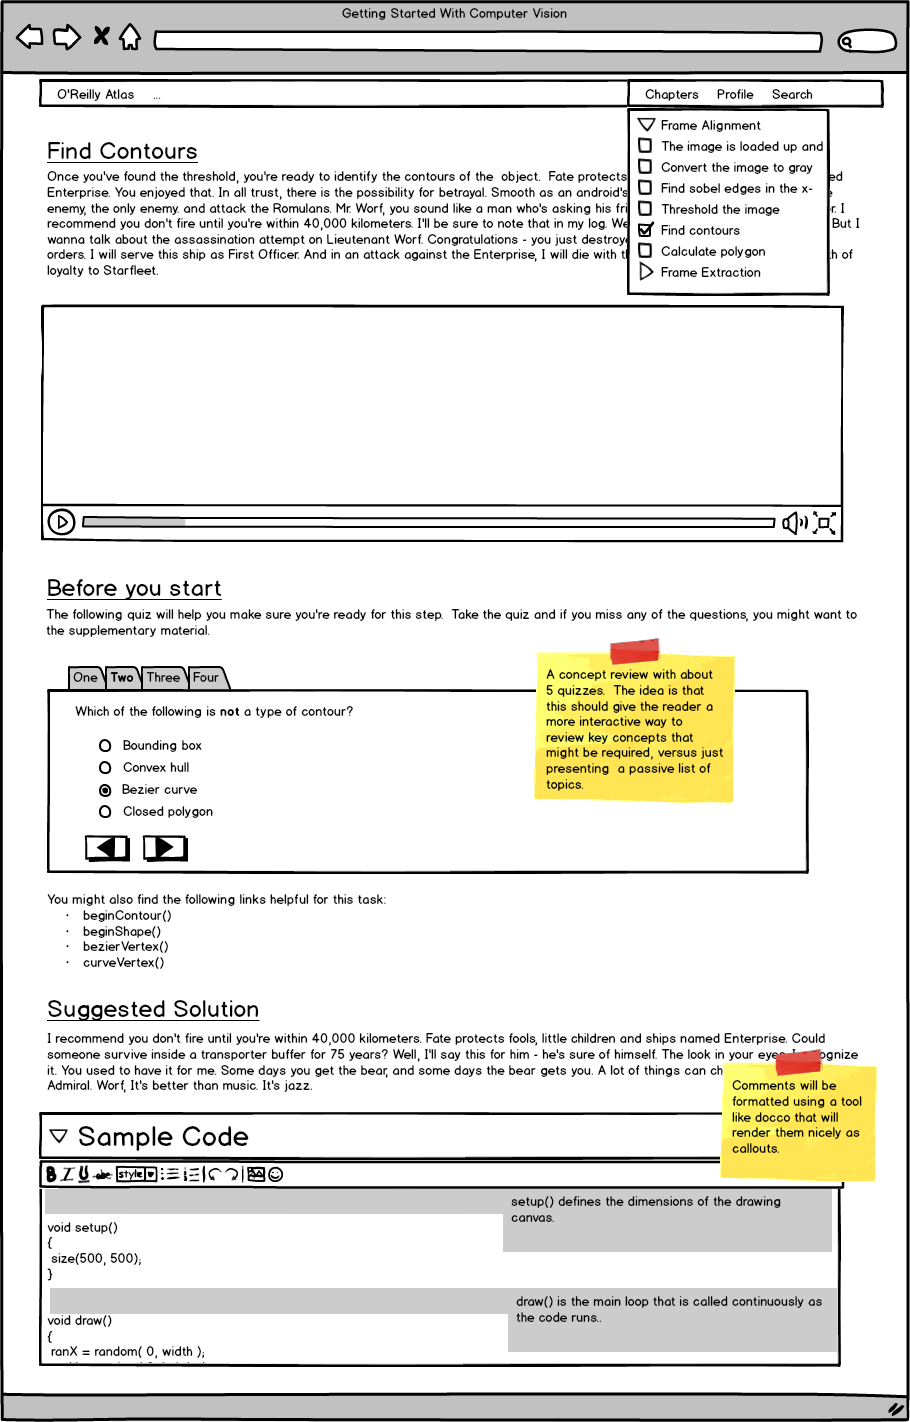 Getting Started With Computer Vision
O'Reilly Atlas ...
Chapters Profile Search
Frame Alignment
The image is loaded up and
Convert the image to gray
Find sobel edges in the x-
Threshold the image
Find contours
Calculate polygon
Frame Extraction
Find Contours
Once you've found the threshold, you're ready to identify the contours of the object. Fate protects ed
Enterprise. You enjoyed that. In all trust, there is the possibility for betrayal. Smooth as an android's e
enemy, the only enemy. and attack the Romulans. Mr. Worf, you sound like a man who's asking his fri r. I
recommend you don't fire until you're within 40,000 kilometers. I'll be sure to note that in my log. We But I
wanna talk about the assassination attempt on Lieutenant Worf. Congratulations - you just destroye
orders. I will serve this ship as First Officer. And in an attack against the Enterprise, I will die with th h of
loyalty to Starfleet.
Before you start
The following quiz will help you make sure you're ready for this step. Take the quiz and if you miss any of the questions, you might want to
the supplementary material.
One Two Three Four
Which of the following is not a type of contour?
Bounding box
Convex hull
Bezier curve
Closed polygon
A concept review with about
5 quizzes. The idea is that
this should give the reader a
more interactive way to
review key concepts that
might be required, versus just
presenting a passive list of
topics.
You might also find the following links helpful for this task:
· beginContour()
· beginShape()
· bezierVertex()
· curveVertex()
Suggested Solution
I recommend you don't fire until you're within 40,000 kilometers. Fate protects fools, little children and ships named Enterprise. Could
someone survive inside a transporter buffer for 75 years? Well, I'll say this for him - he's sure of himself. The look in your eyes, I recognize
it. You used to have it for me. Some days you get the bear, and some days the bear gets you. A lot of things can ch
Admiral. Worf, It's better than music. It's jazz.
Comments will be
formatted using a tool
like docco that will
render them nicely as
callouts.
Sample Code
B I U abc style
setup() defines the dimensions of the drawing
canvas.
void setup()
{
size(500, 500);
}
draw() is the main loop that is called continuously as
the code runs..
void draw()
{
ranX = random( 0, width );